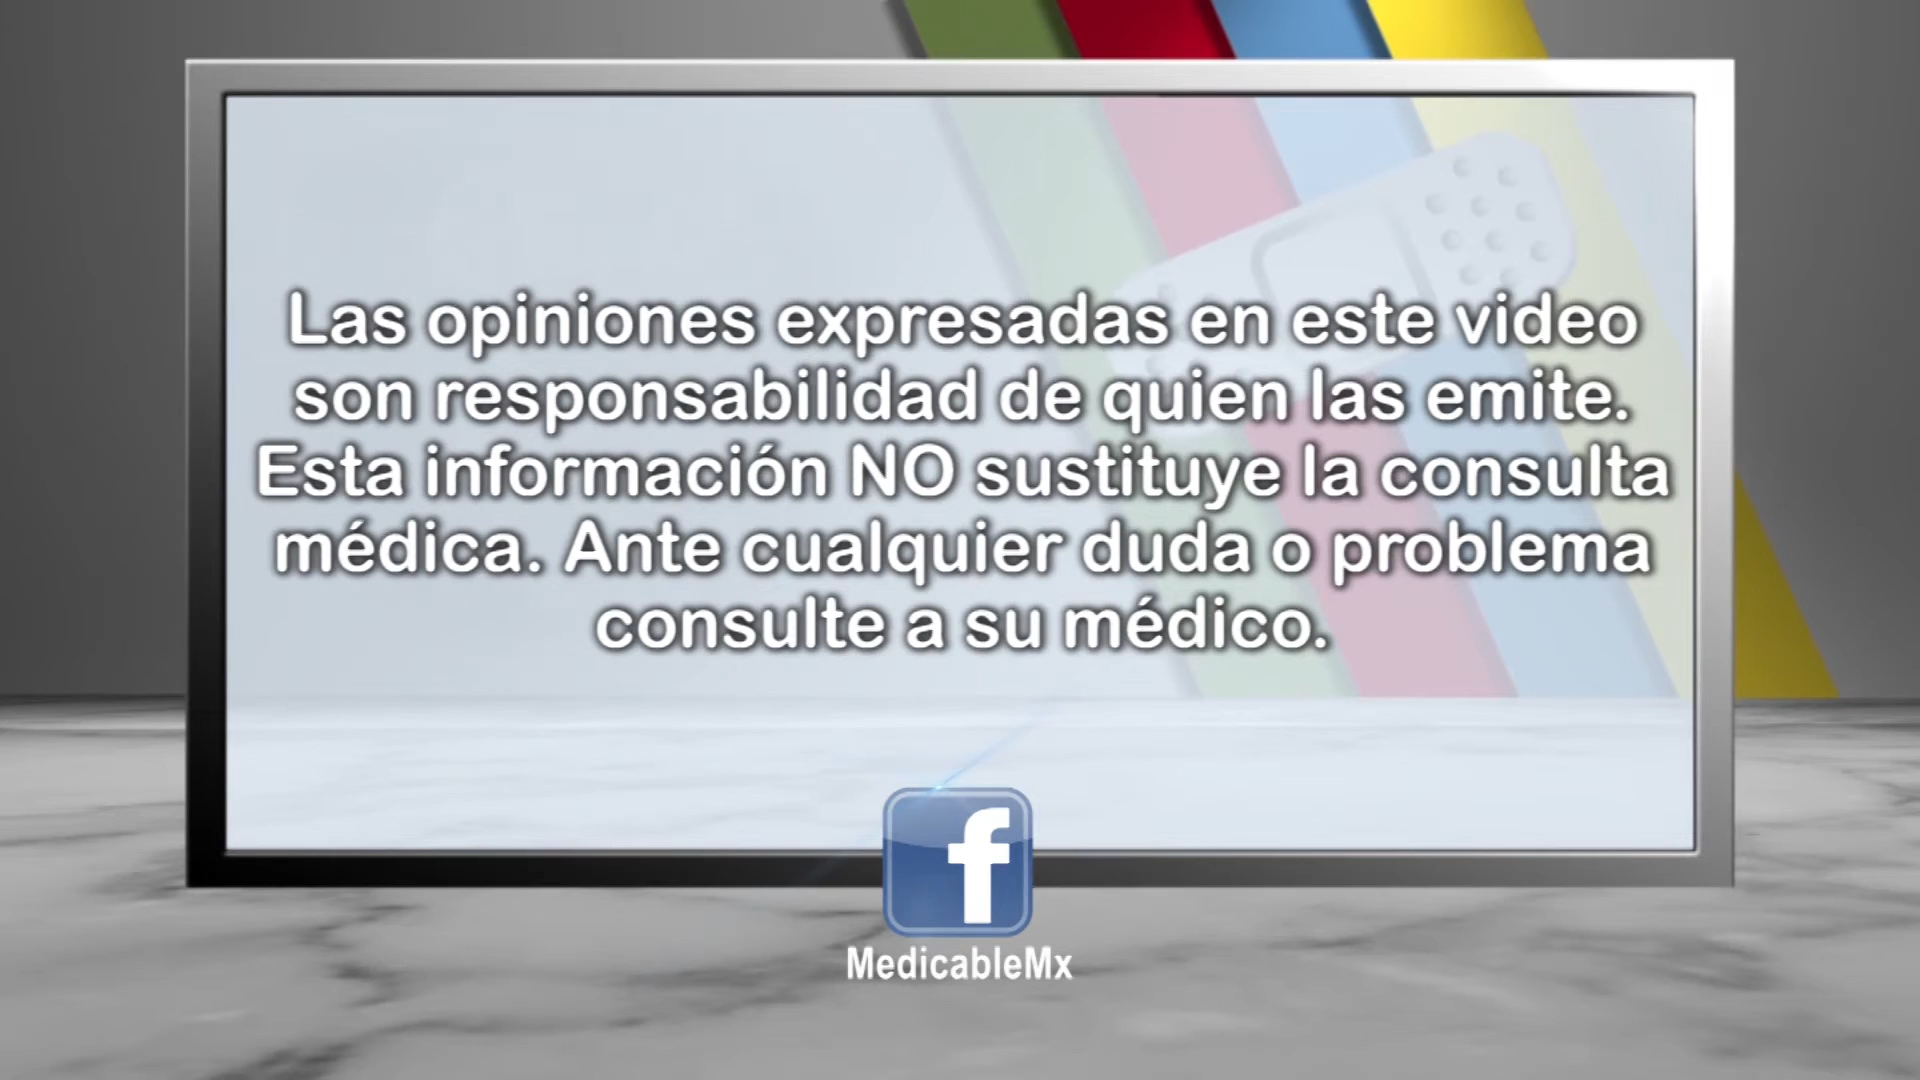 Las opiniones expresadas en este video
son responsabilidad de quien las emite.
Esta información NO sustituye la consulta
médica. Ante cualquier duda o problema
consulte a su médico.
f
MedicableMx